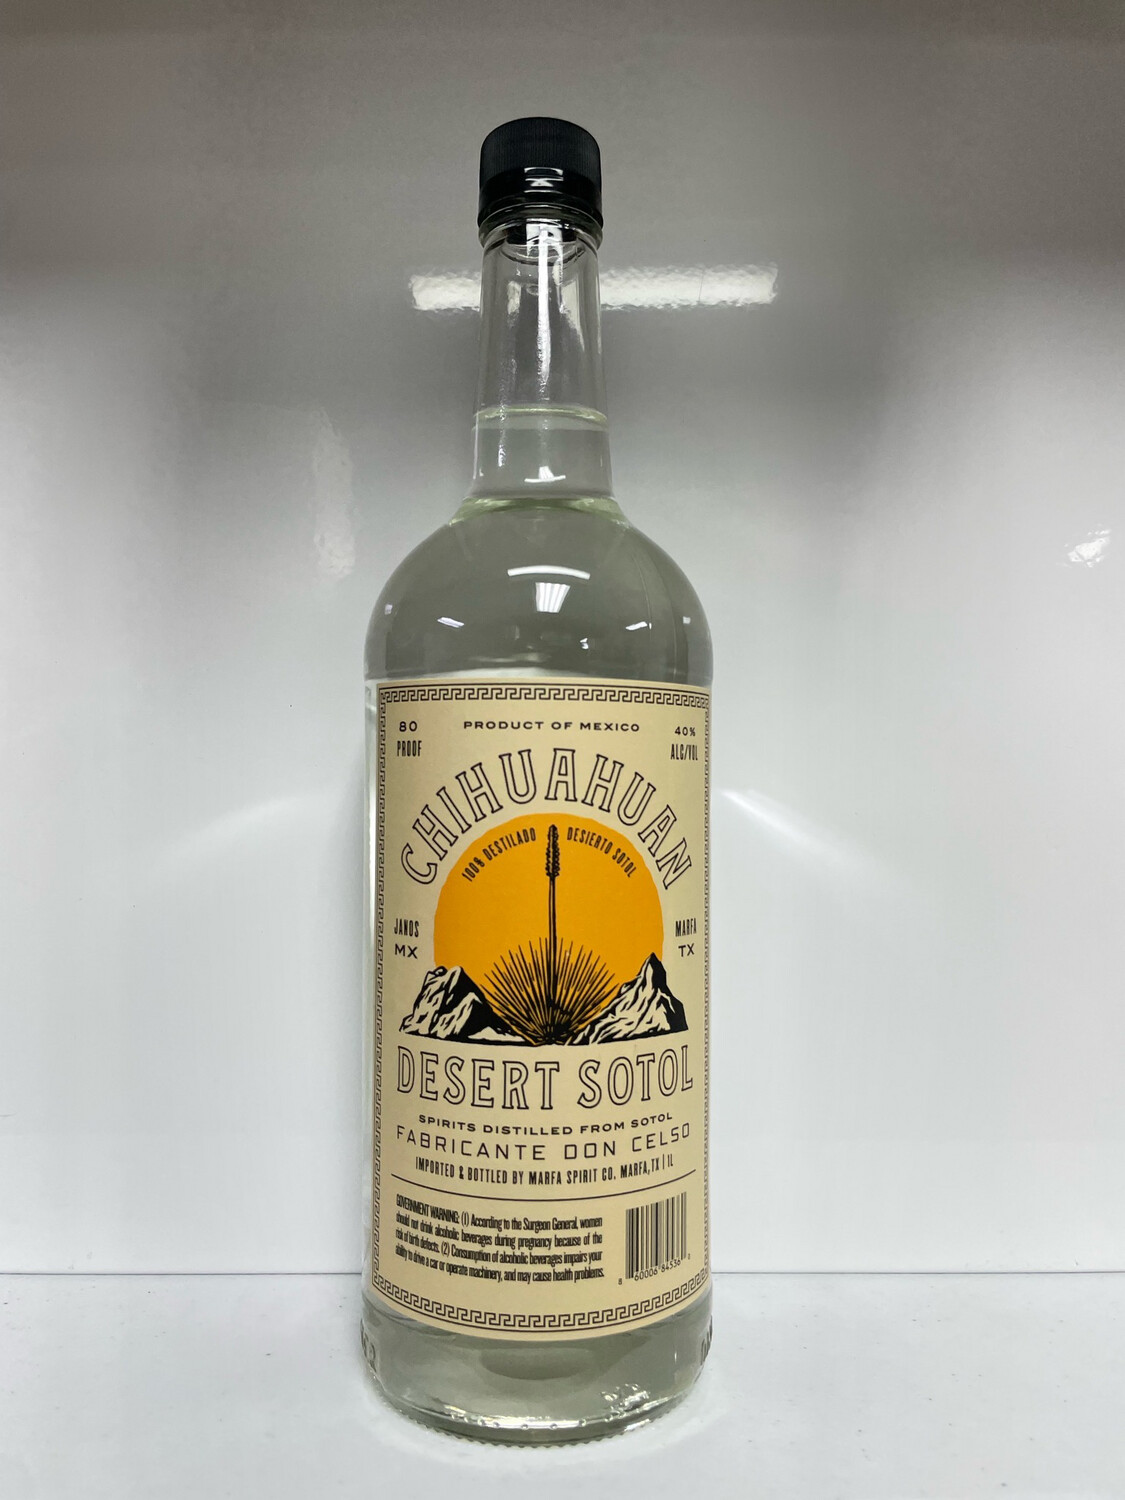 80 PROOF
PRODUCT OF MEXICO
40% ALC/VOL
CHIHUAHUAN
100% DESTILADO DESIERTO SOTOL
JANOS MX
MARFA TX
DESERT SOTOL
SPIRITS DISTILLED FROM SOTOL
FABRICANTE DON CELSO
IMPORTED & BOTTLED BY MARFA SPIRIT CO. MARFA, TX | 1L
GOVERNMENT WARNING: (1) According to the Surgeon General, women
should not drink alcoholic beverages during pregnancy because of the
risk of birth defects. (2) Consumption of alcoholic beverages impairs your
ability to drive a car or operate machinery, and may cause health problems.
8 60006 84536 0